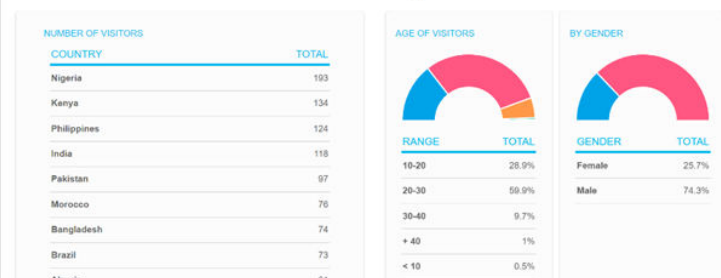 NUMBER OF VISITORS
COUNTRY TOTAL
Nigeria 193
Kenya 134
Philippines 124
India 118
Pakistan 97
Morocco 76
Bangladesh 74
Brazil 73
AGE OF VISITORS
RANGE TOTAL
10-20 28.9%
20-30 59.9%
30-40 9.7%
+ 40 1%
< 10 0.5%
BY GENDER
GENDER TOTAL
Female 25.7%
Male 74.3%